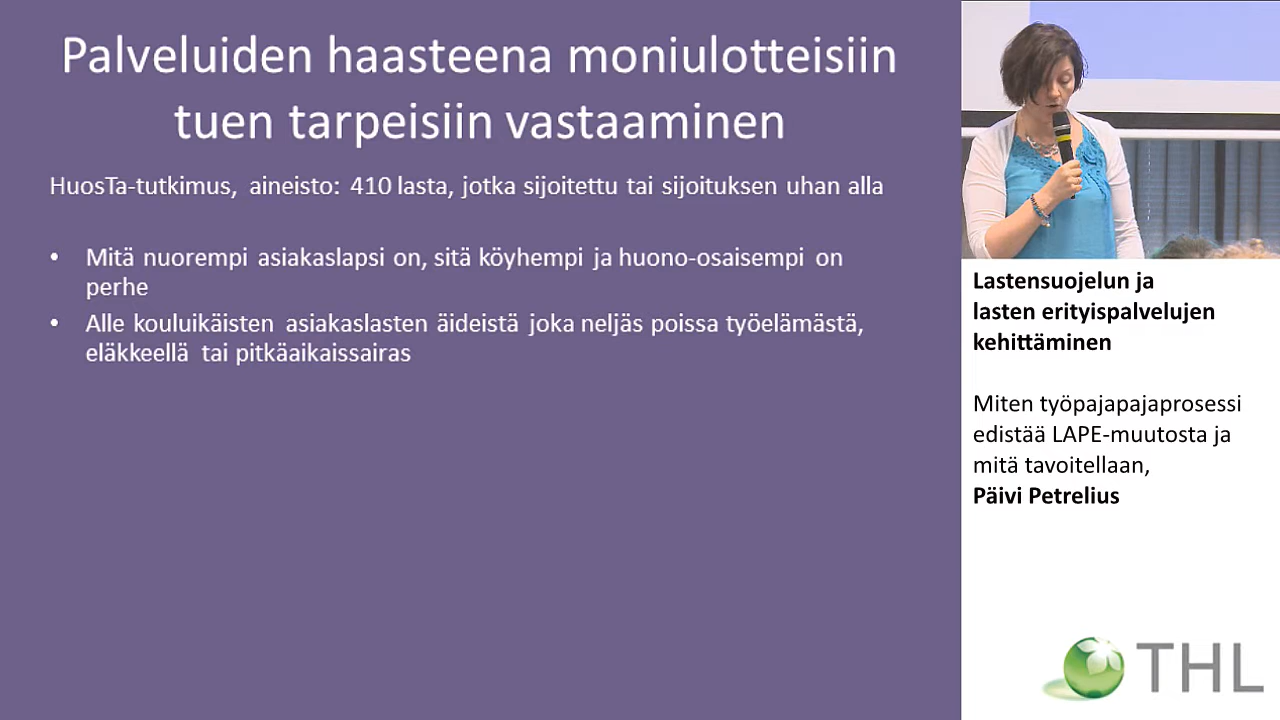 Palveluiden haasteena moniulotteisiin
tuen tarpeisiin vastaaminen
HuosTa-tutkimus, aineisto: 410 lasta, jotka sijoitettu tai sijoituksen uhan alla
• Mitä nuorempi asiakaslapsi on, sitä köyhempi ja huono-osaisempi on
perhe
• Alle kouluikäisten asiakaslasten äideistä joka neljäs poissa työelämästä,
eläkkeellä tai pitkäaikaissairas
Lastensuojelun ja
lasten erityispalvelujen
kehittäminen
Miten työpajapajaprosessi
edistää LAPE-muutosta ja
mitä tavoitellaan,
Päivi Petrelius
THL